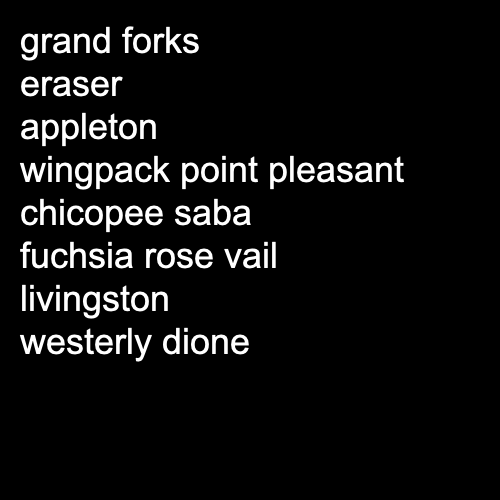 grand forks
eraser
appleton
wingpack point pleasant
chicopee saba
fuchsia rose vail
livingston
westerly dione